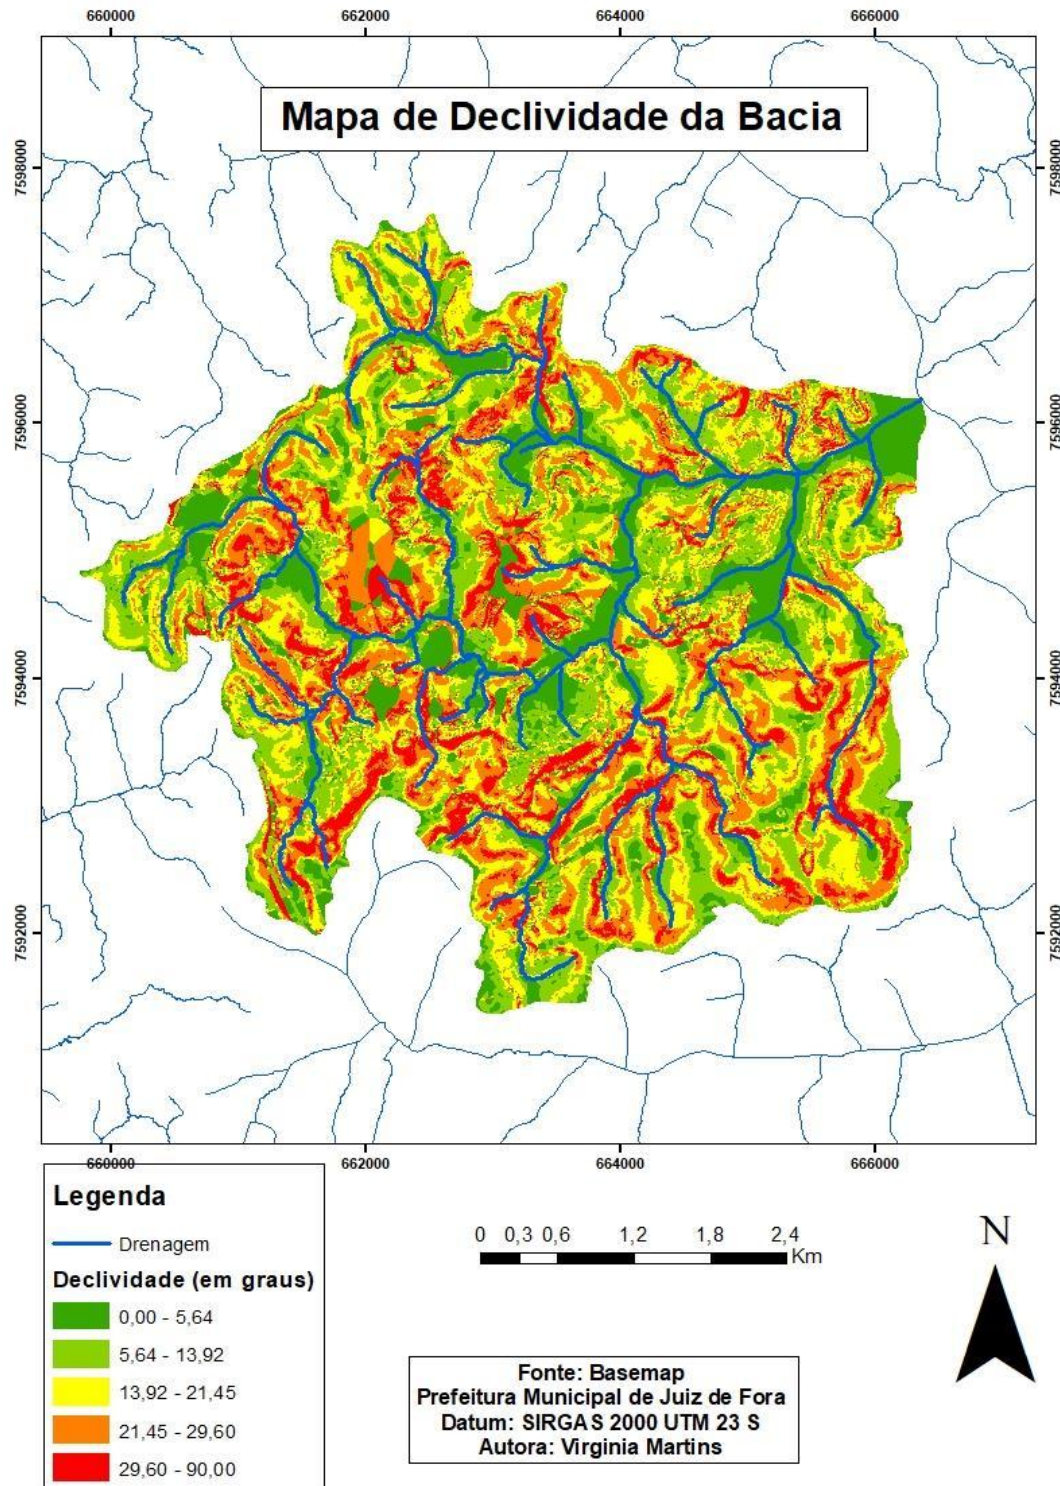 660000 662000 664000 666000
Mapa de Declividade da Bacia
7598000 7598000
7596000 7596000
7594000 7594000
7592000 7592000
660000 662000 664000 666000
Legenda
Drenagem
Declividade (em graus)
0,00 - 5,64
5,64 - 13,92
13,92 - 21,45
21,45 - 29,60
29,60 - 90,00
0 0,3 0,6 1,2 1,8 2,4
Km
N
Fonte: Basemap
Prefeitura Municipal de Juiz de Fora
Datum: SIRGAS 2000 UTM 23 S
Autora: Virginia Martins